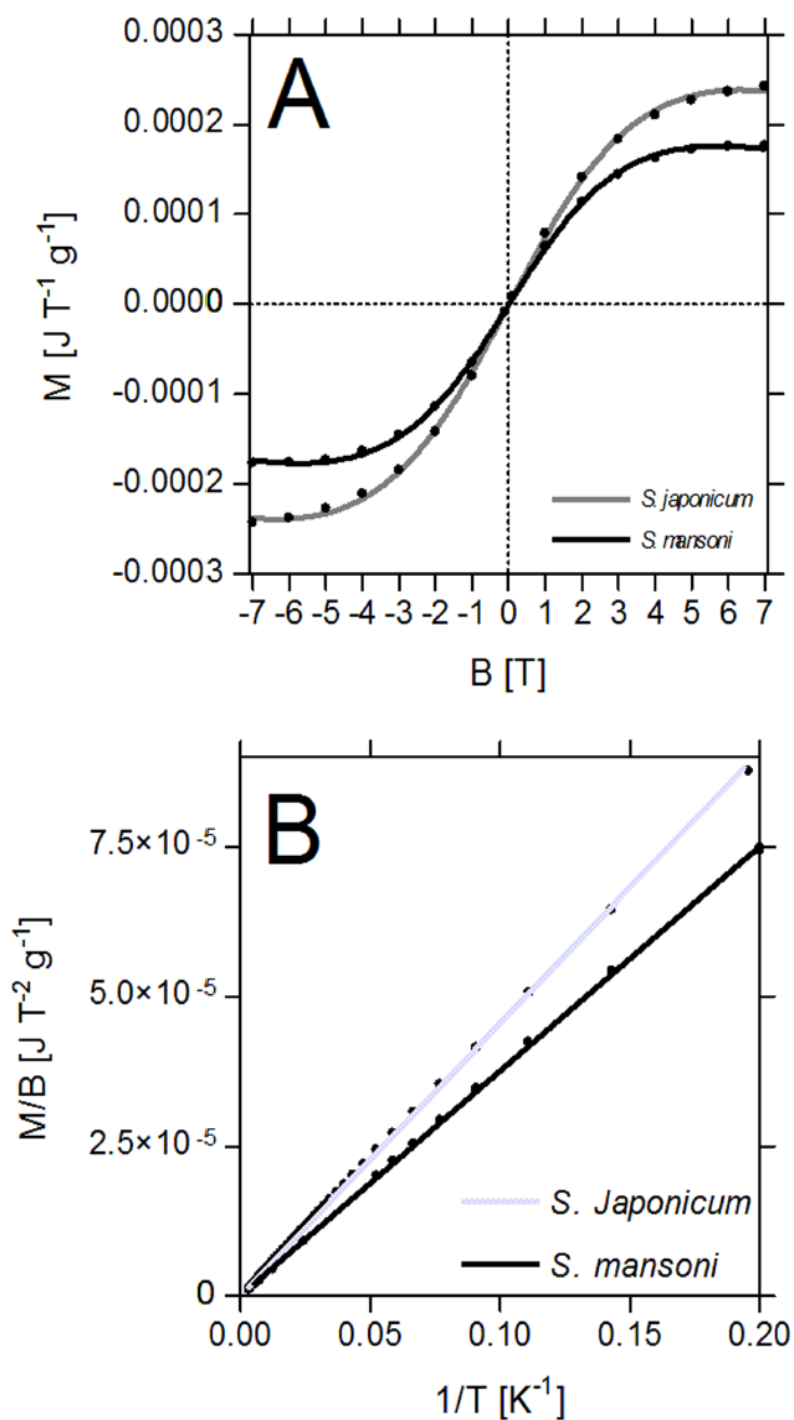 A
0.0003
0.0002
0.0001
0.0000
-0.0001
-0.0002
-0.0003
M [J T⁻¹ g⁻¹]
S. japonicum
S. mansoni
-7 -6 -5 -4 -3 -2 -1 0 1 2 3 4 5 6 7
B [T]
B
7.5×10⁻⁵
5.0×10⁻⁵
2.5×10⁻⁵
0
M/B [J T⁻² g⁻¹]
S. Japonicum
S. mansoni
0.00 0.05 0.10 0.15 0.20
1/T [K⁻¹]